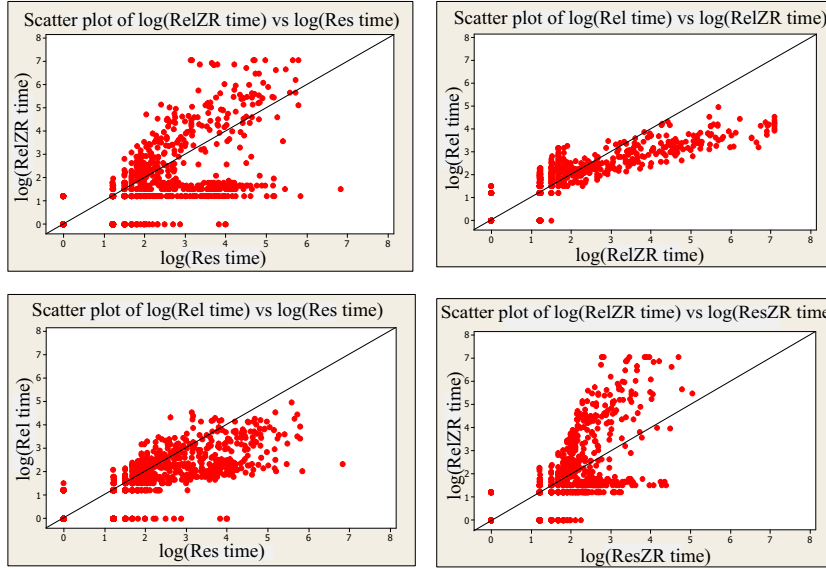 Scatter plot of log(RelZR time) vs log(Res time)
8
7
6
5
4
3
2
1
0
log(RelZR time)
0 1 2 3 4 5 6 7 8
log(Res time)
Scatter plot of log(Rel time) vs log(RelZR time)
8
7
6
5
4
3
2
1
0
log(Rel time)
0 1 2 3 4 5 6 7 8
log(RelZR time)
Scatter plot of log(Rel time) vs log(Res time)
8
7
6
5
4
3
2
1
0
log(Rel time)
0 1 2 3 4 5 6 7 8
log(Res time)
Scatter plot of log(RelZR time) vs log(ResZR time
8
7
6
5
4
3
2
1
0
log(RelZR time)
0 1 2 3 4 5 6 7 8
log(ResZR time)